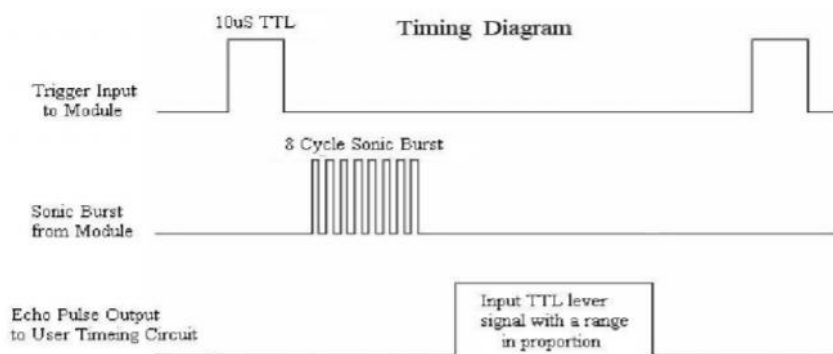 10uS TTL
Timing Diagram
Trigger Input
to Module
8 Cycle Sonic Burst
Sonic Burst
from Module
Echo Pulse Output
to User Timeing Circuit
Input TTL lever
signal with a range
in proportion